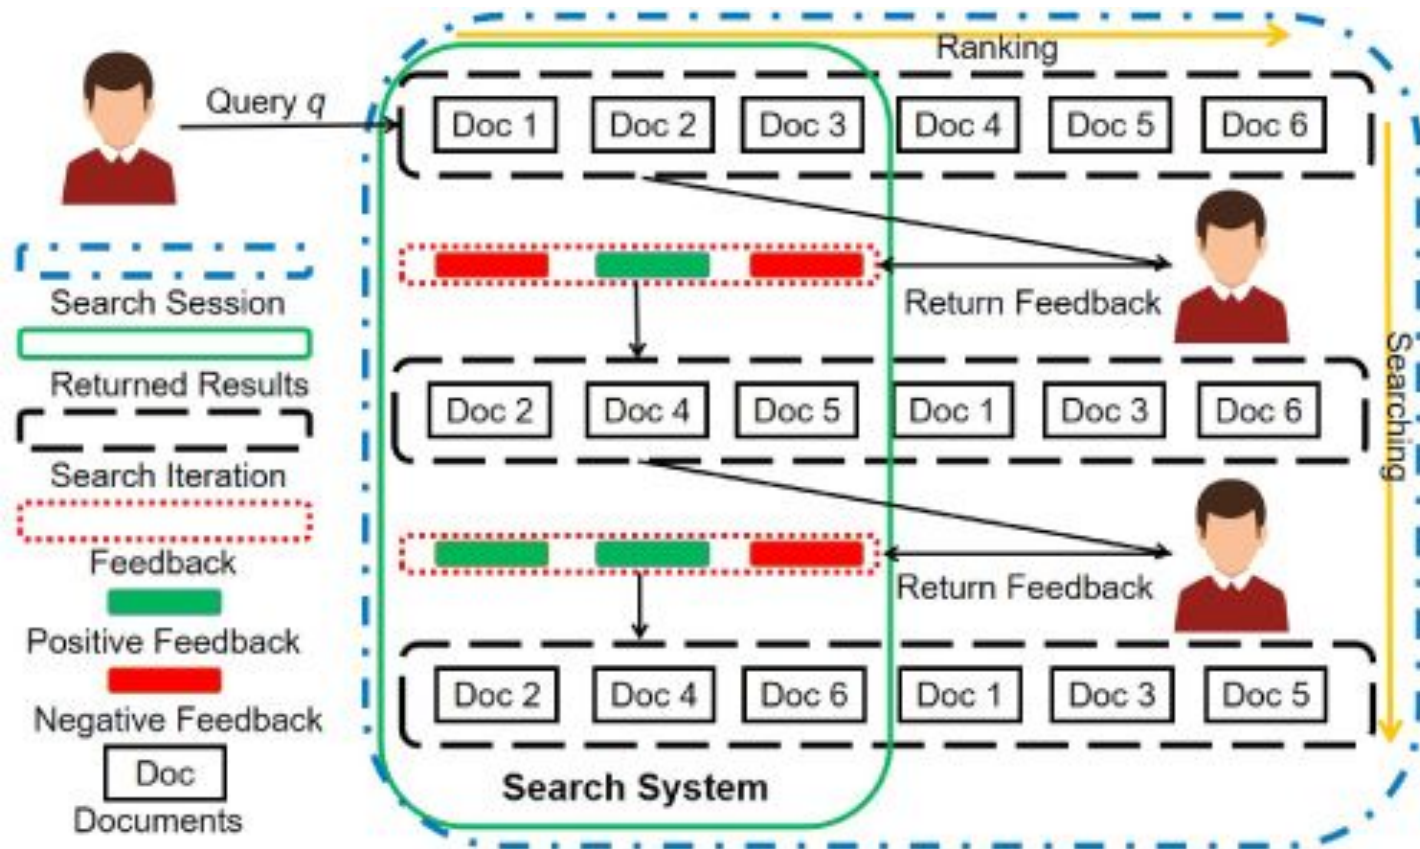 Ranking
Query q
Doc 1 Doc 2 Doc 3 Doc 4 Doc 5 Doc 6
Return Feedback
Doc 2 Doc 4 Doc 5 Doc 1 Doc 3 Doc 6
Searching
Return Feedback
Doc 2 Doc 4 Doc 6 Doc 1 Doc 3 Doc 5
Search System
Search Session
Returned Results
Search Iteration
Feedback
Positive Feedback
Negative Feedback
Doc
Documents